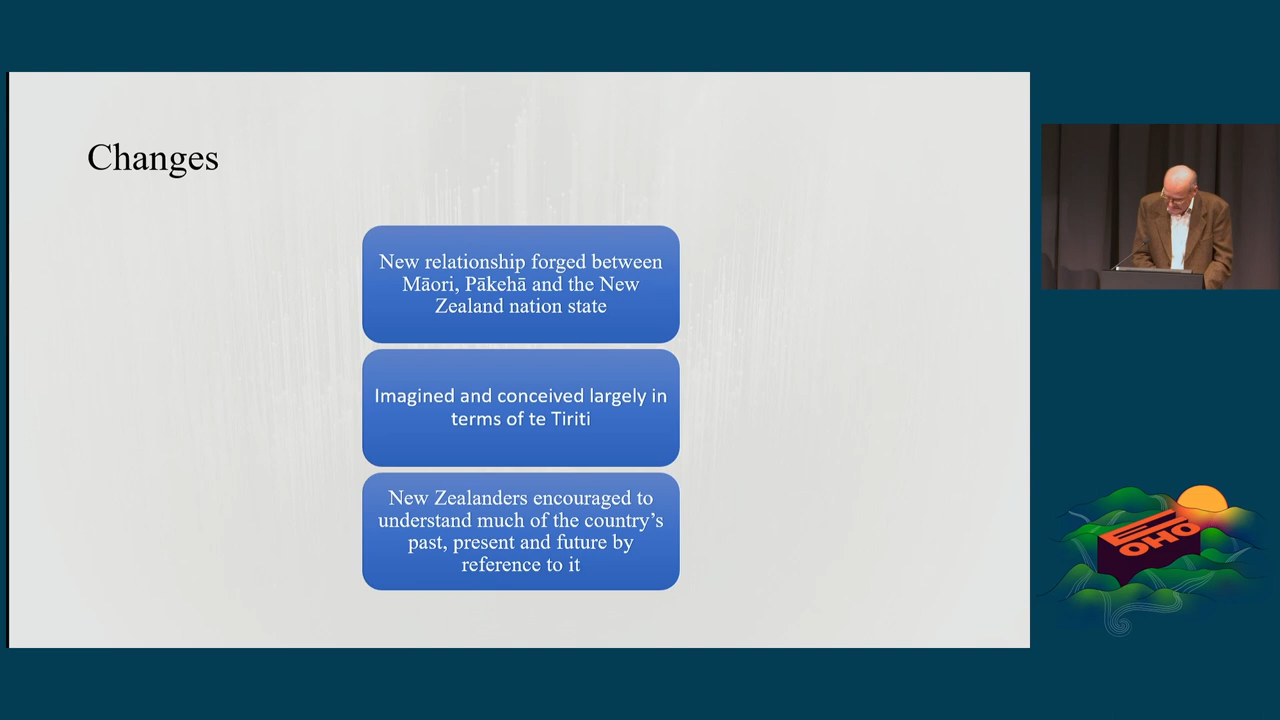 Changes
New relationship forged between
Māori, Pākehā and the New
Zealand nation state
Imagined and conceived largely in
terms of te Tiriti
New Zealanders encouraged to
understand much of the country’s
past, present and future by
reference to it
E
OHO